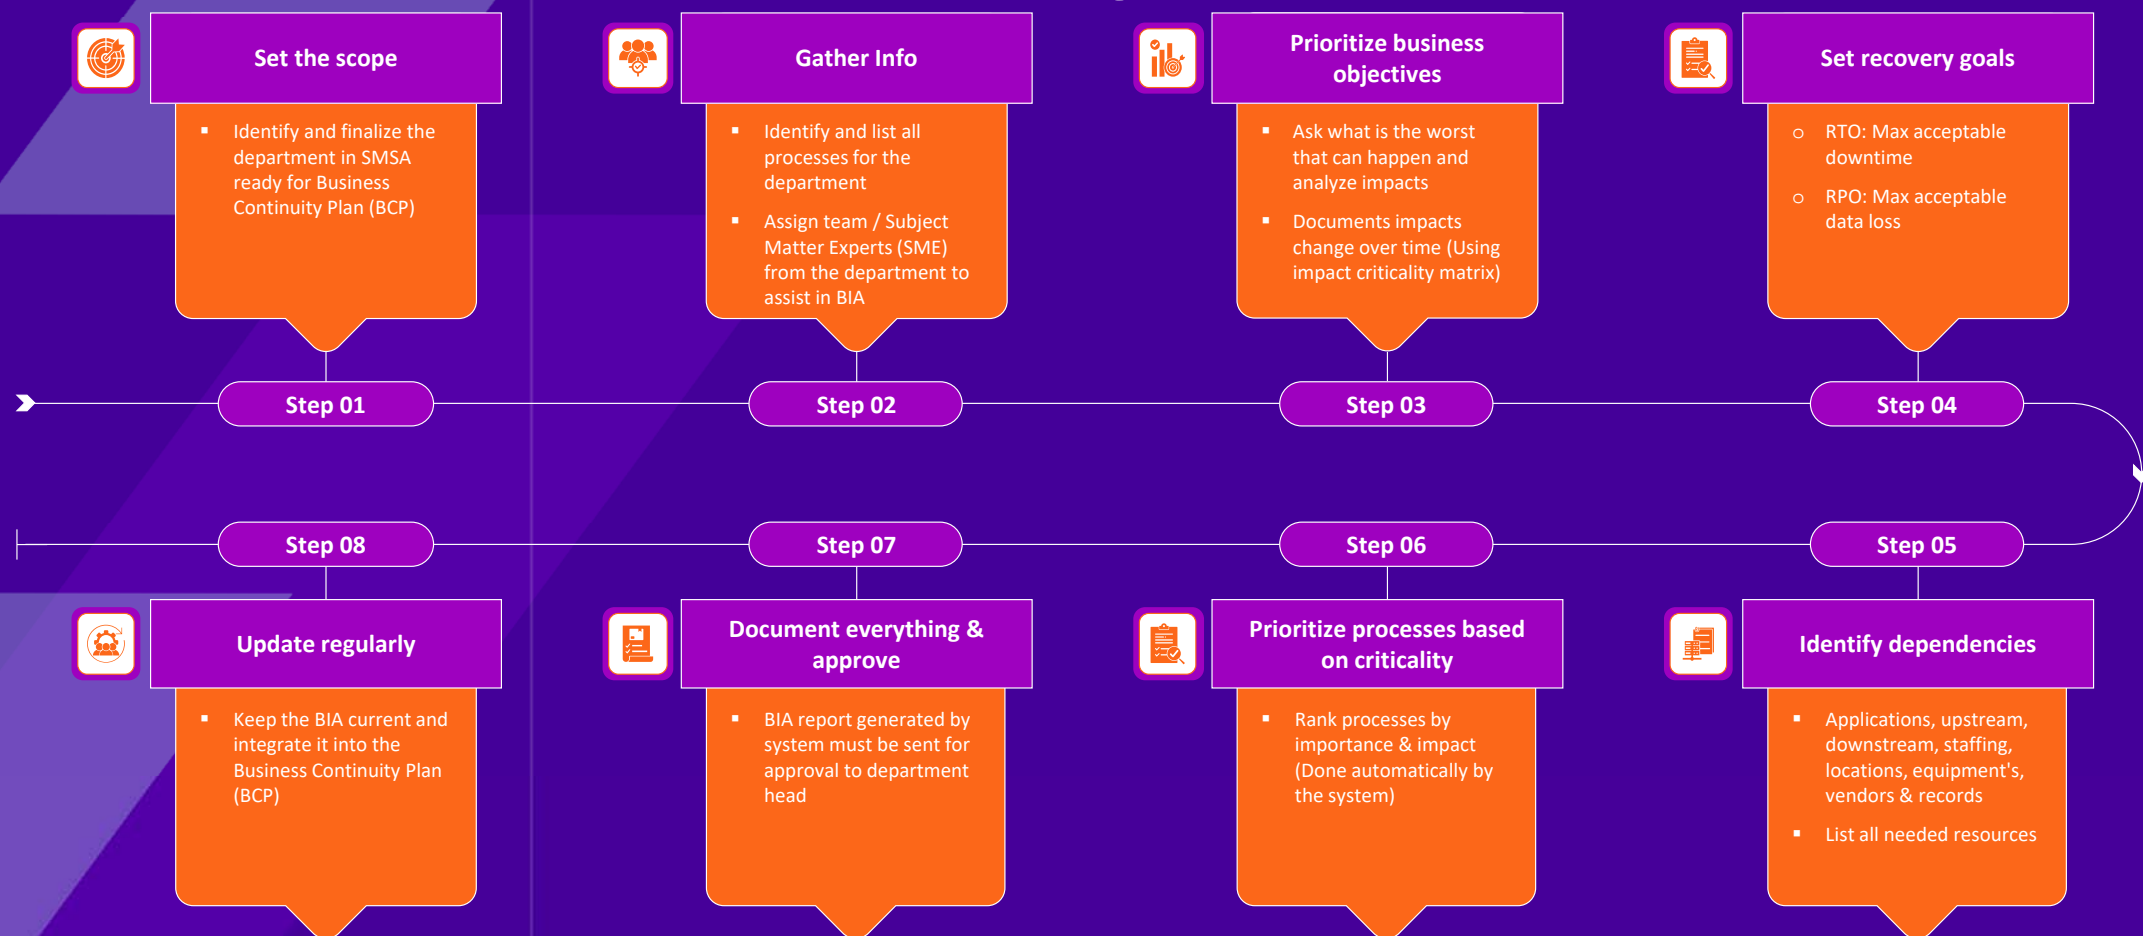 Set the scope
▪ Identify and finalize the
department in SMSA
ready for Business
Continuity Plan (BCP)
Step 01
Gather Info
▪ Identify and list all
processes for the
department
▪ Assign team / Subject
Matter Experts (SME)
from the department to
assist in BIA
Step 02
Prioritize business
objectives
▪ Ask what is the worst
that can happen and
analyze impacts
▪ Documents impacts
change over time (Using
impact criticality matrix)
Step 03
Set recovery goals
o RTO: Max acceptable
downtime
o RPO: Max acceptable
data loss
Step 04
Step 05
Identify dependencies
▪ Applications, upstream,
downstream, staffing,
locations, equipment's,
vendors & records
▪ List all needed resources
Step 06
Prioritize processes based
on criticality
▪ Rank processes by
importance & impact
(Done automatically by
the system)
Step 07
Document everything &
approve
▪ BIA report generated by
system must be sent for
approval to department
head
Step 08
Update regularly
▪ Keep the BIA current and
integrate it into the
Business Continuity Plan
(BCP)